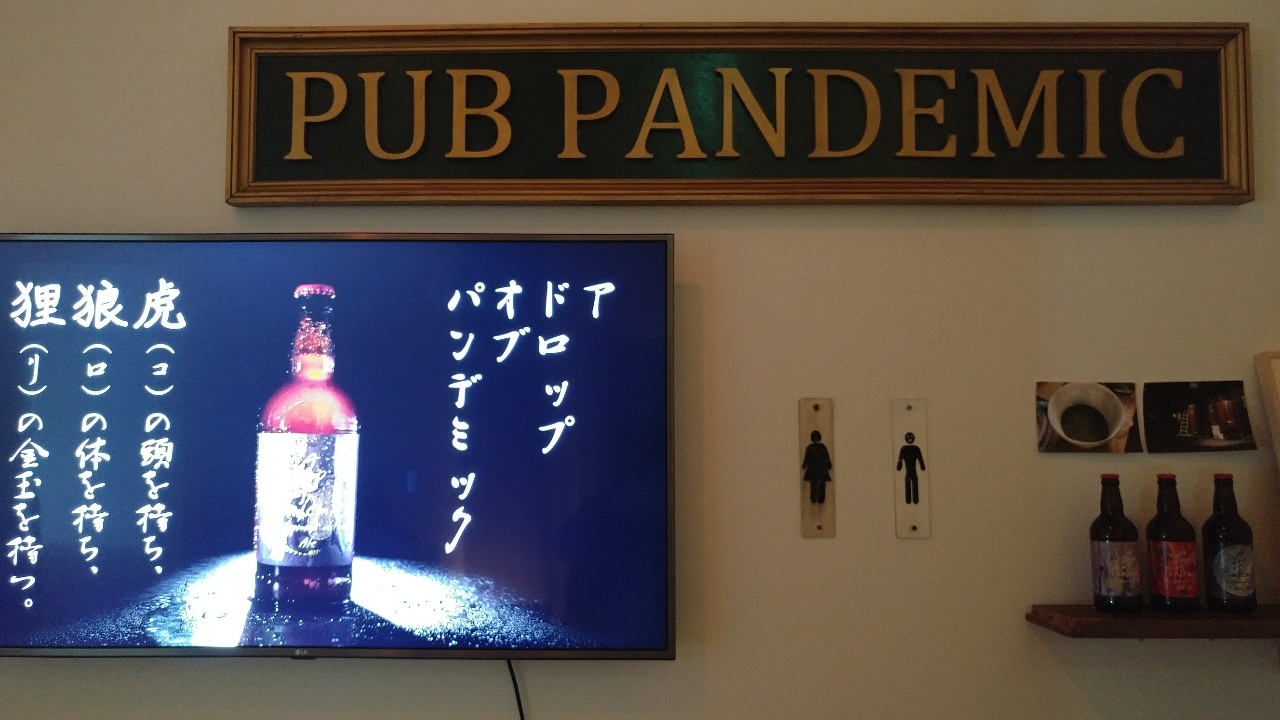 PUB PANDEMIC
ア
ドロップ
オブ
パンデミック
虎（コ）の頭を持ち、
狼（ロ）の体を持ち、
狸（リ）の金玉を持つ。
LG